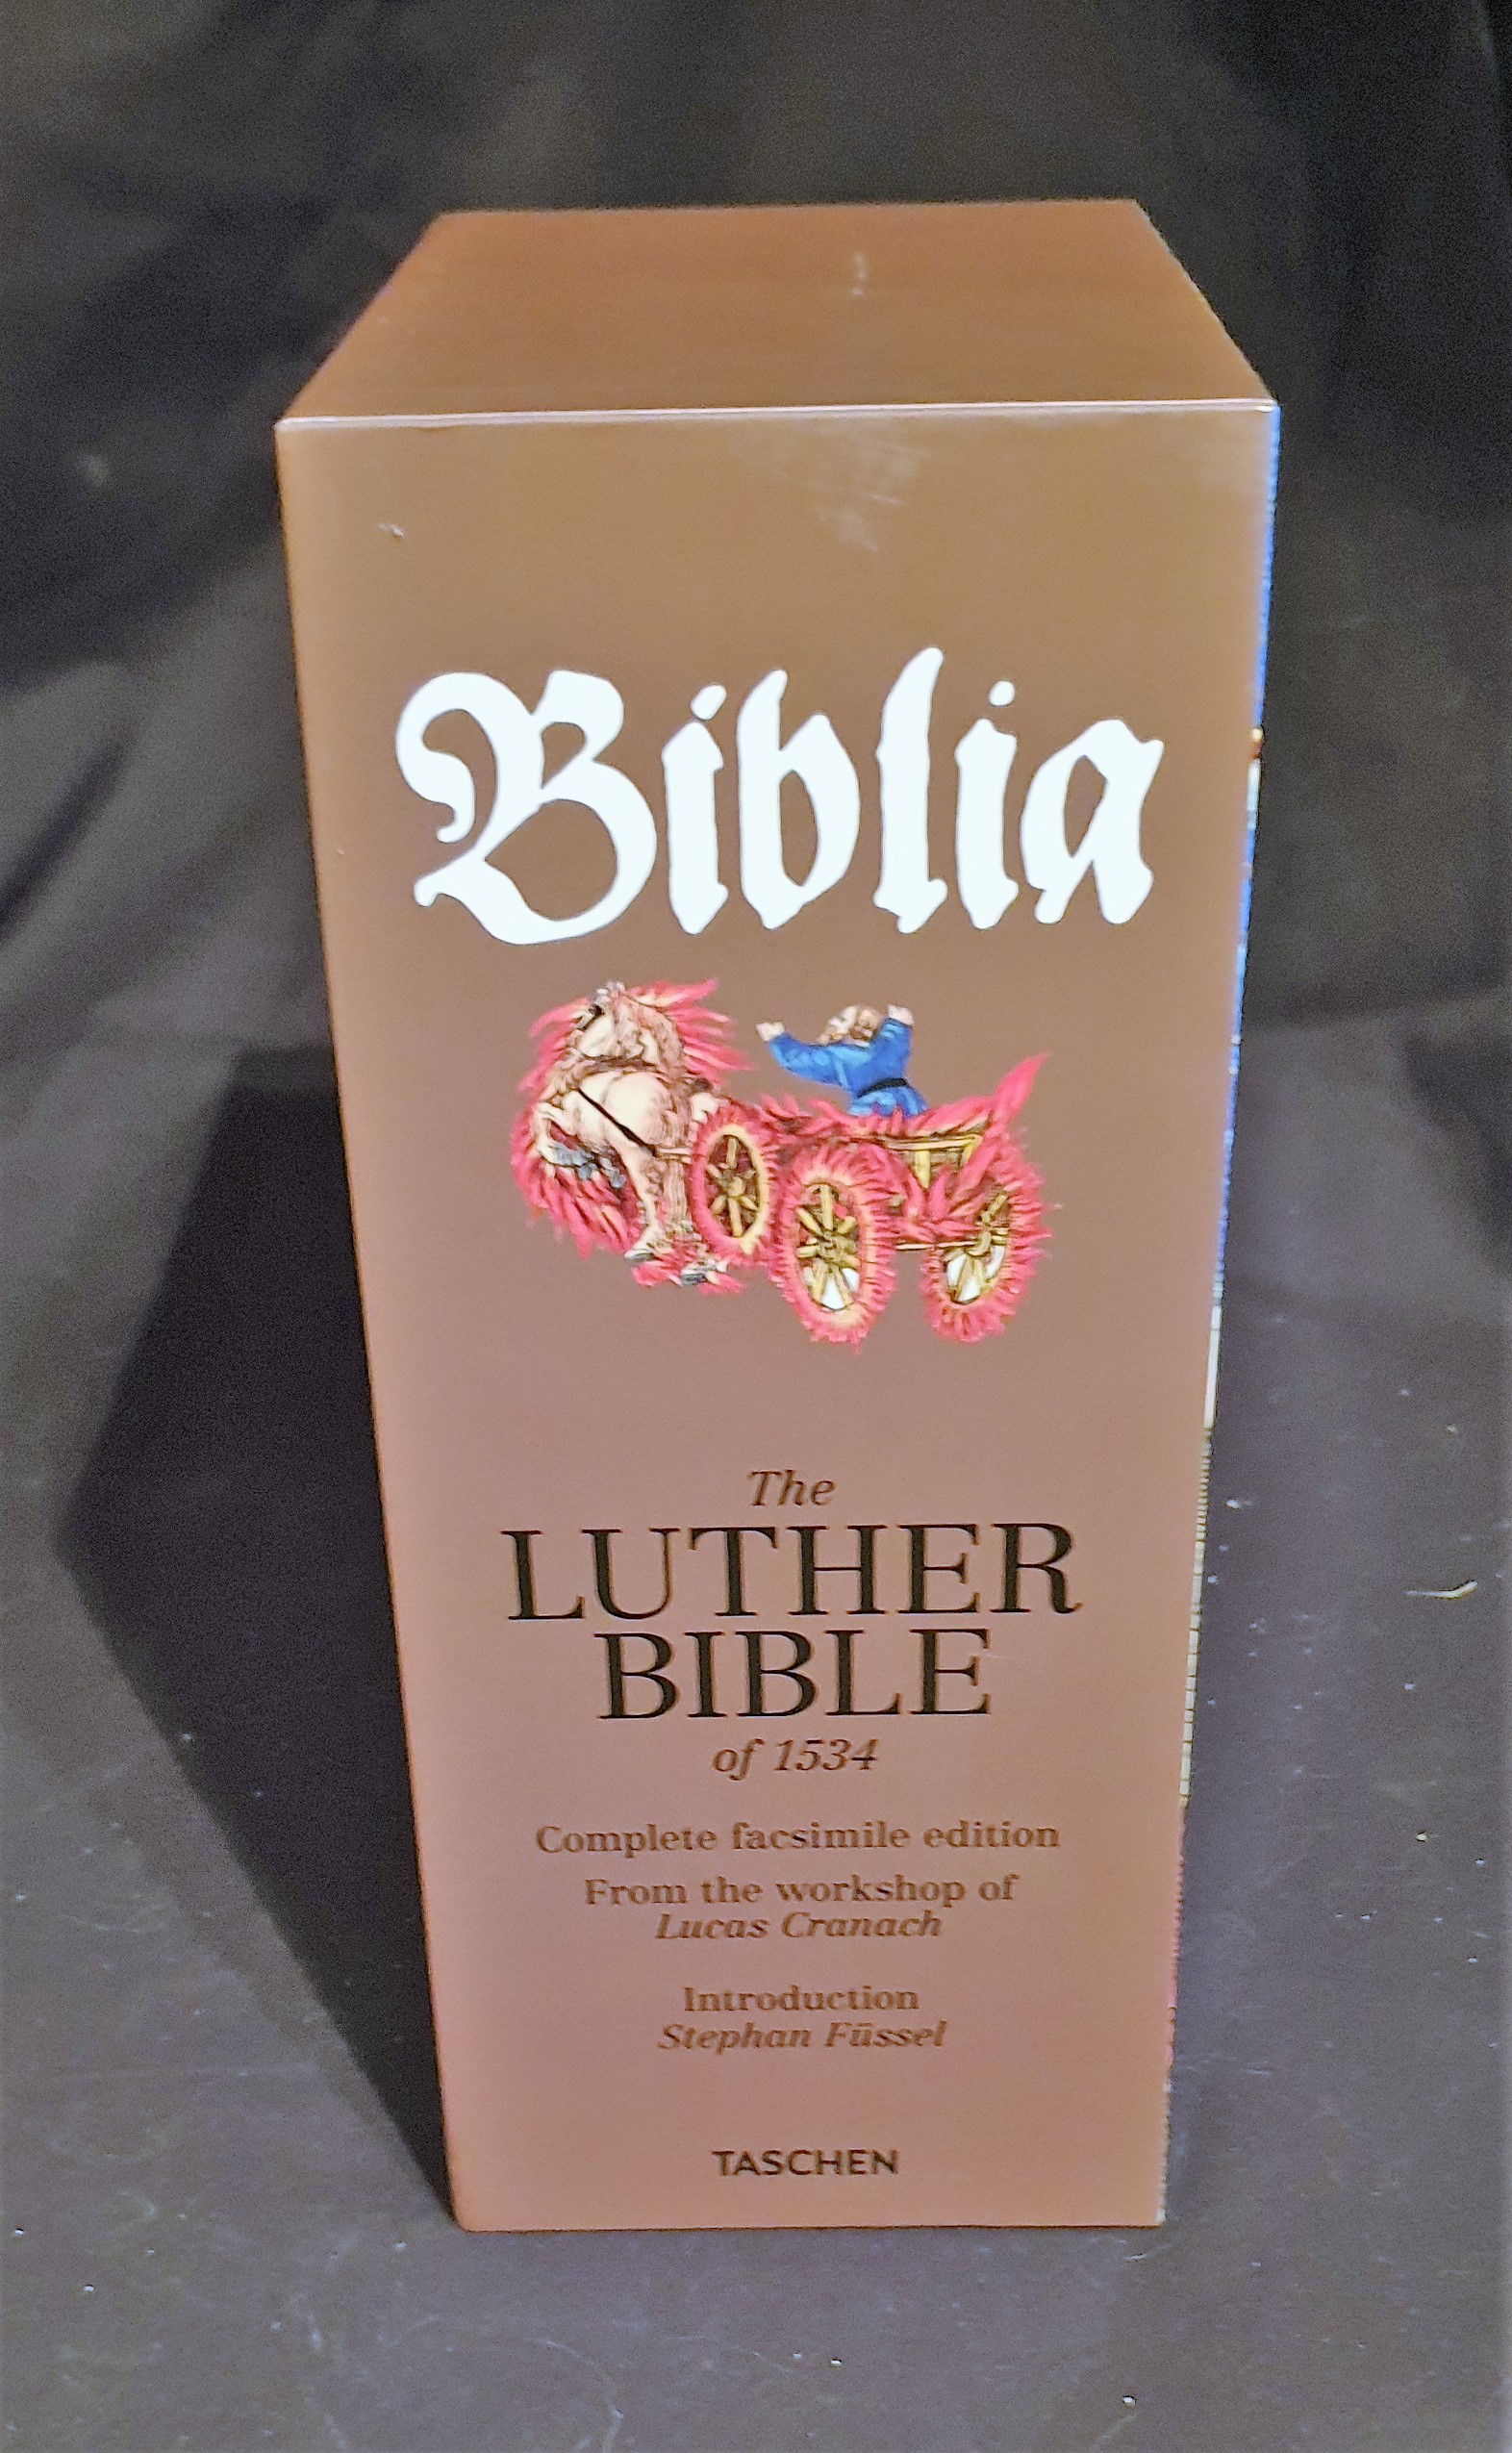 Biblia
The
LUTHER
BIBLE
of 1534
Complete facsimile edition
From the workshop of
Lucas Cranach
Introduction
Stephan Füssel
TASCHEN